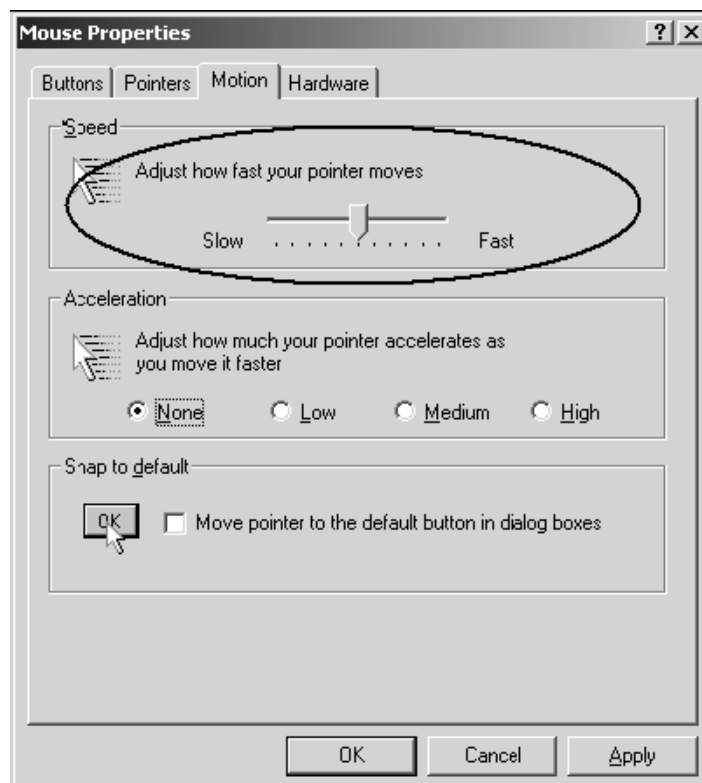 Mouse Properties
Buttons Pointers Motion Hardware
Speed
Adjust how fast your pointer moves
Slow Fast
Acceleration
Adjust how much your pointer accelerates as
you move it faster
None Low Medium High
Snap to default
OK Move pointer to the default button in dialog boxes
OK Cancel Apply